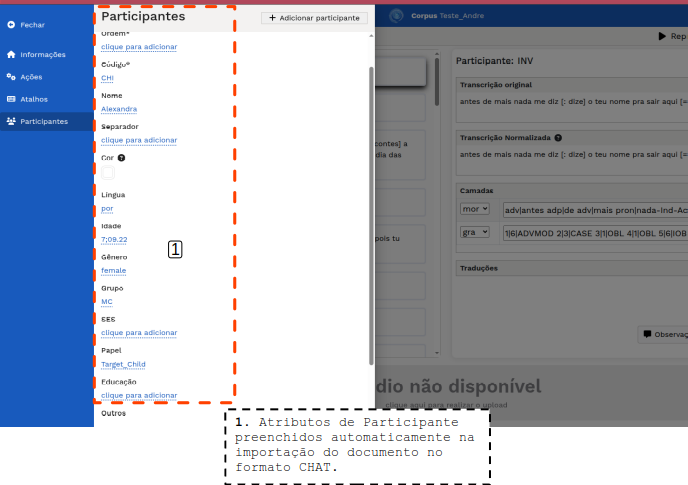 Fechar
Informações
Ações
Atalhos
Participantes
Participantes
+ Adicionar participante
Ordem*
clique para adicionar
Código*
CHI
Nome
Alexandra
Separador
clique para adicionar
Cor ?
Língua
por
Idade
7;09.22
1
Gênero
female
Grupo
MC
SES
clique para adicionar
Papel
Target_Child
Educação
clique para adicionar
Outros
Corpus Teste_Andre
Rep
contes] a
dia das
pois tu
Participante: INV
Transcrição original
antes de mais nada me diz [: dize] o teu nome pra sair aqui [=
Transcrição Normalizada ?
antes de mais nada me diz [: dize] o teu nome pra sair aqui [=
Camadas
mor adv|antes adp|de adv|mais pron|nada-Ind-Ac
gra 1|6|ADVMOD 2|3|CASE 3|1|OBL 4|1|OBL 5|6|IOB
Traduções
Observaç
dio não disponível
clique aqui para realizar o upload
1. Atributos de Participante
preenchidos automaticamente na
importação do documento no
formato CHAT.